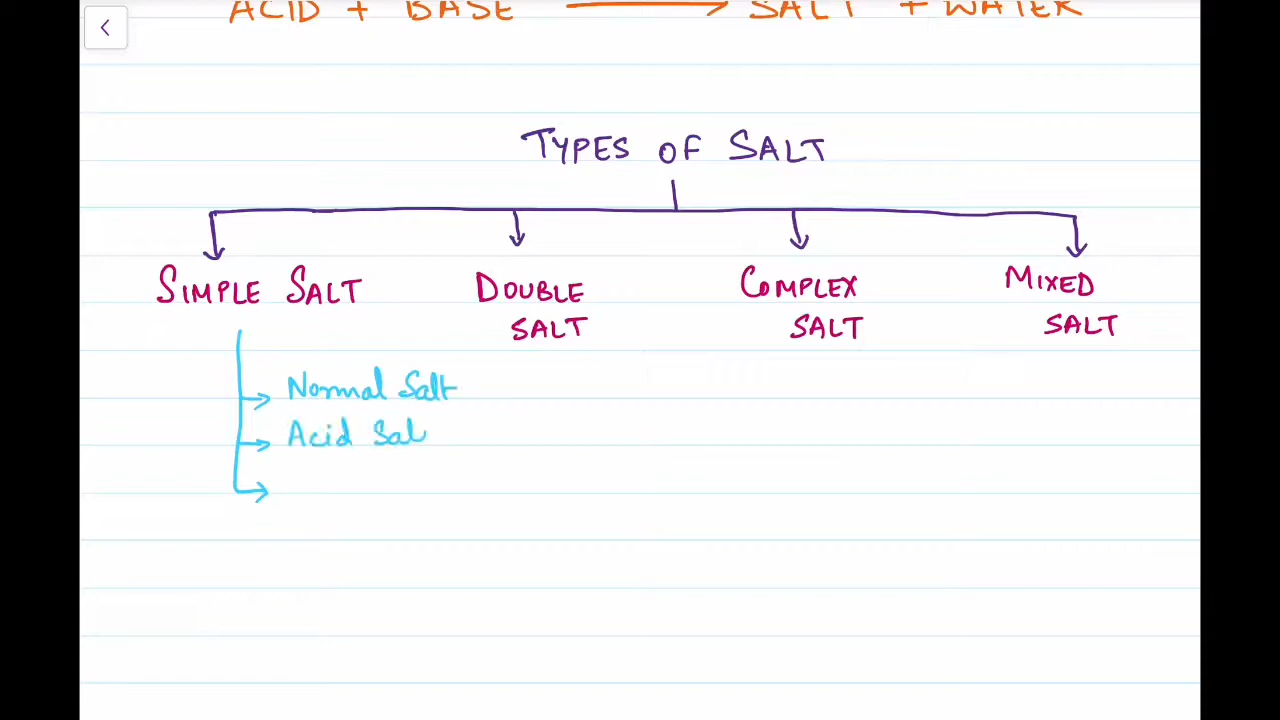 ACID + BASE ⟶ SALT + WATER
TYPES OF SALT
SIMPLE SALT
DOUBLE
SALT
COMPLEX
SALT
MIXED
SALT
Normal Salt
Acid Sal